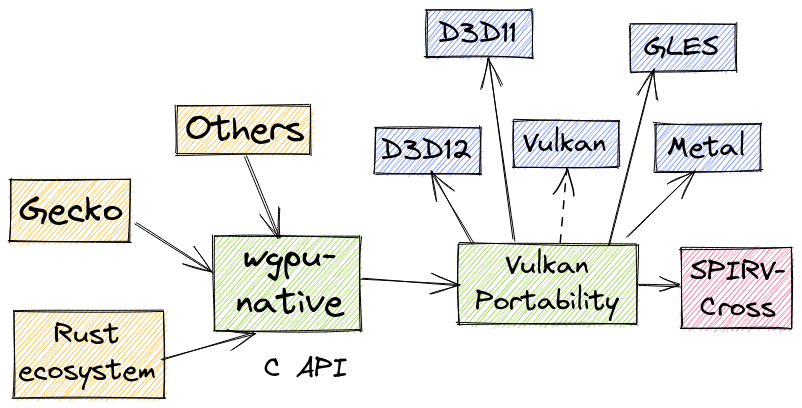 D3D11
GLES
Others
D3D12
Vulkan
Metal
Gecko
wgpu-
native
Vulkan
Portability
SPIRV-
Cross
Rust
ecosystem
C API